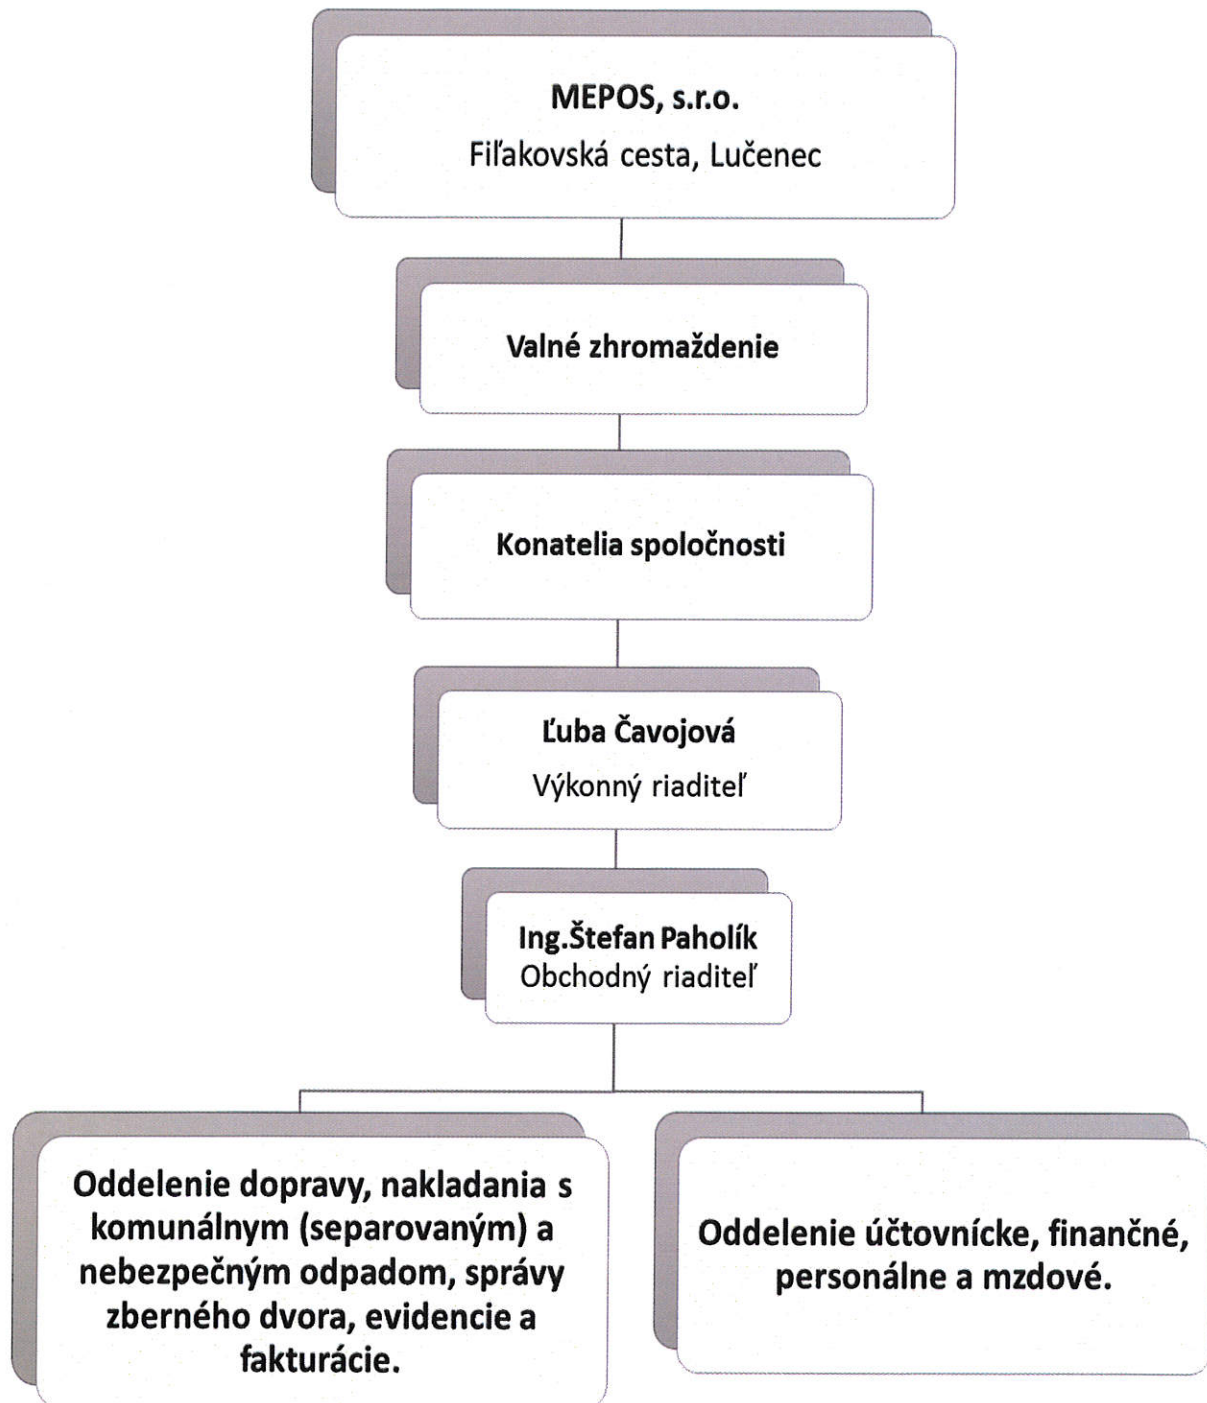 MEPOS, s.r.o.
Fiľakovská cesta, Lučenec
Valné zhromaždenie
Konatelia spoločnosti
Ľuba Čavojová
Výkonný riaditeľ
Ing.Štefan Paholík
Obchodný riaditeľ
Oddelenie dopravy, nakladania s
komunálnym (separovaným) a
nebezpečným odpadom, správy
zberného dvora, evidencie a
fakturácie.
Oddelenie účtovnícke, finančné,
personálne a mzdové.